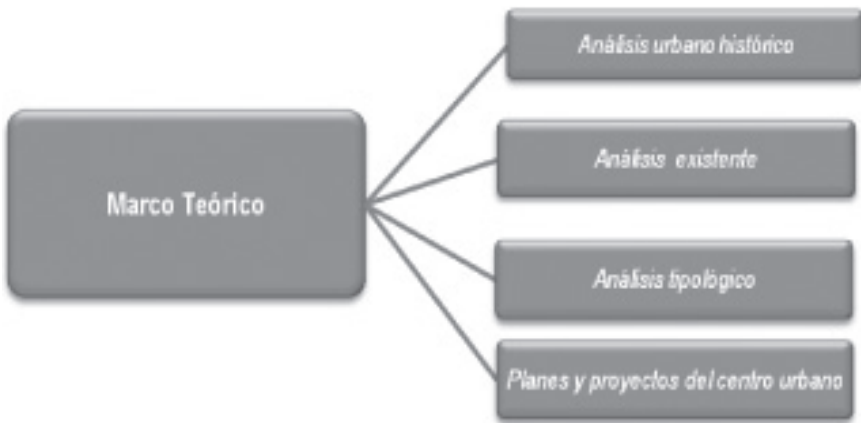 Marco Teórico
Análisis urbano histórico
Análisis existente
Análisis tipológico
Planes y proyectos del centro urbano